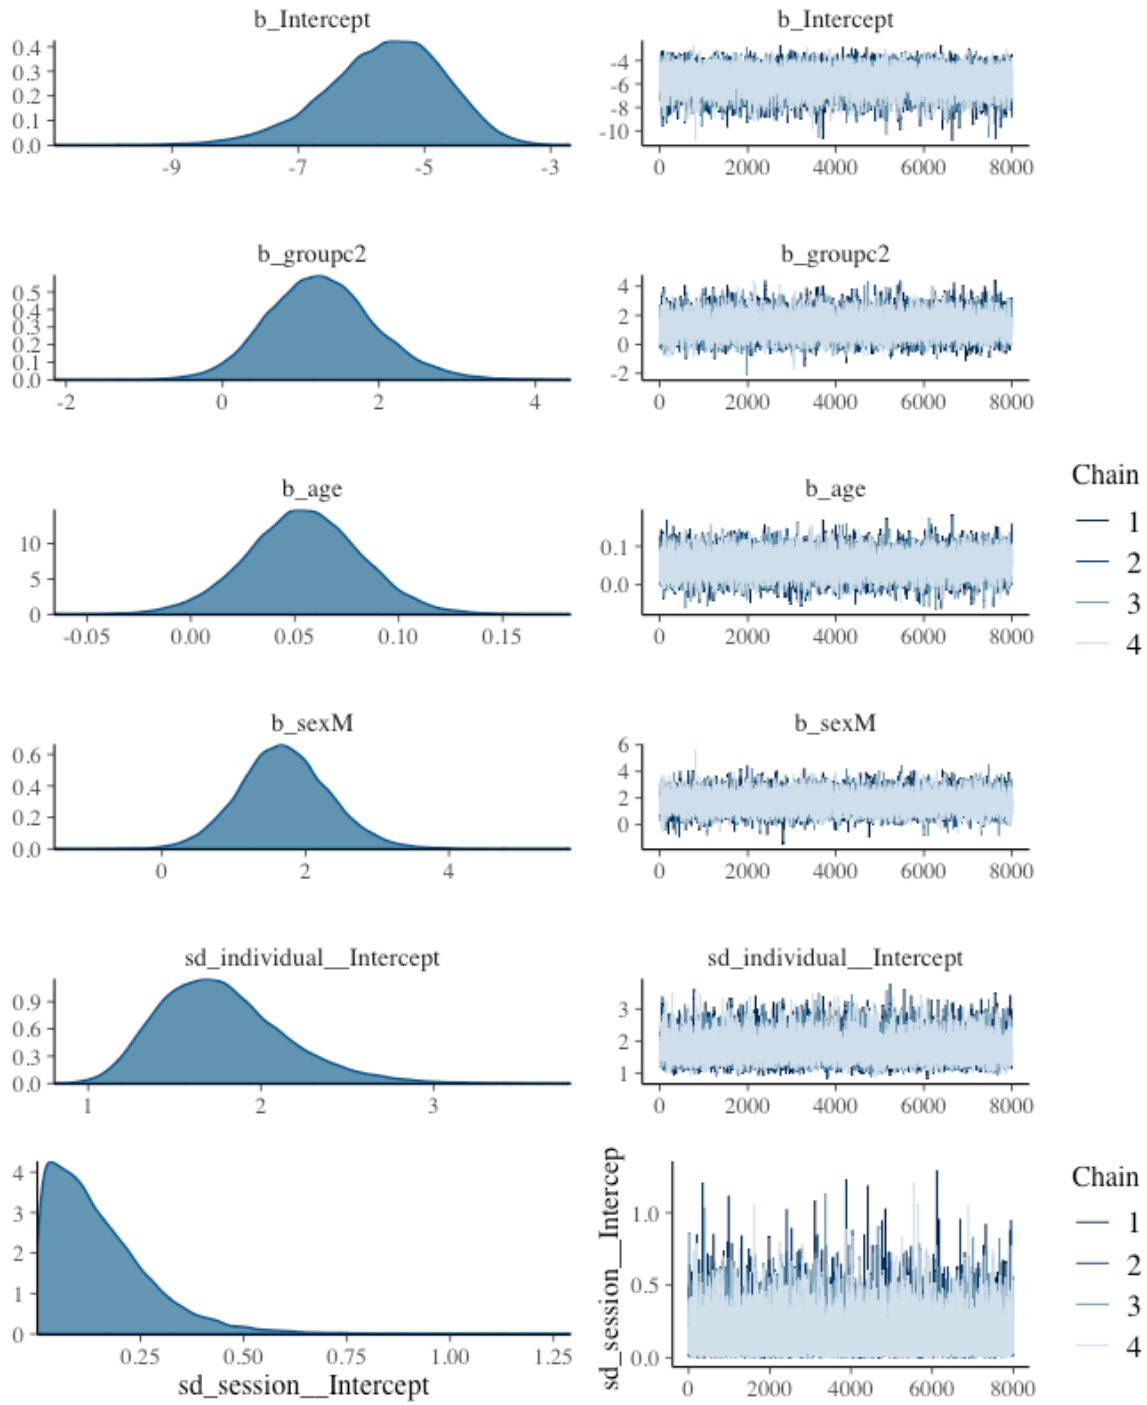 b_Intercept
0.4
0.3
0.2
0.1
0.0
-9 -7 -5 -3
b_Intercept
-4
-6
-8
-10
0 2000 4000 6000 8000
b_groupc2
0.5
0.4
0.3
0.2
0.1
0.0
-2 0 2 4
b_groupc2
4
2
0
-2
0 2000 4000 6000 8000
b_age
10
5
0
-0.05 0.00 0.05 0.10 0.15
b_age
0.1
0.0
0 2000 4000 6000 8000
Chain
1
2
3
4
b_sexM
0.6
0.4
0.2
0.0
0 2 4
b_sexM
6
4
2
0
0 2000 4000 6000 8000
sd_individual__Intercept
0.9
0.6
0.3
0.0
1 2 3
sd_individual__Intercept
3
2
1
0 2000 4000 6000 8000
4
3
2
1
0
0.25 0.50 0.75 1.00 1.25
sd_session__Intercept
sd_session__Intercep
1.0
0.5
0.0
0 2000 4000 6000 8000
Chain
1
2
3
4